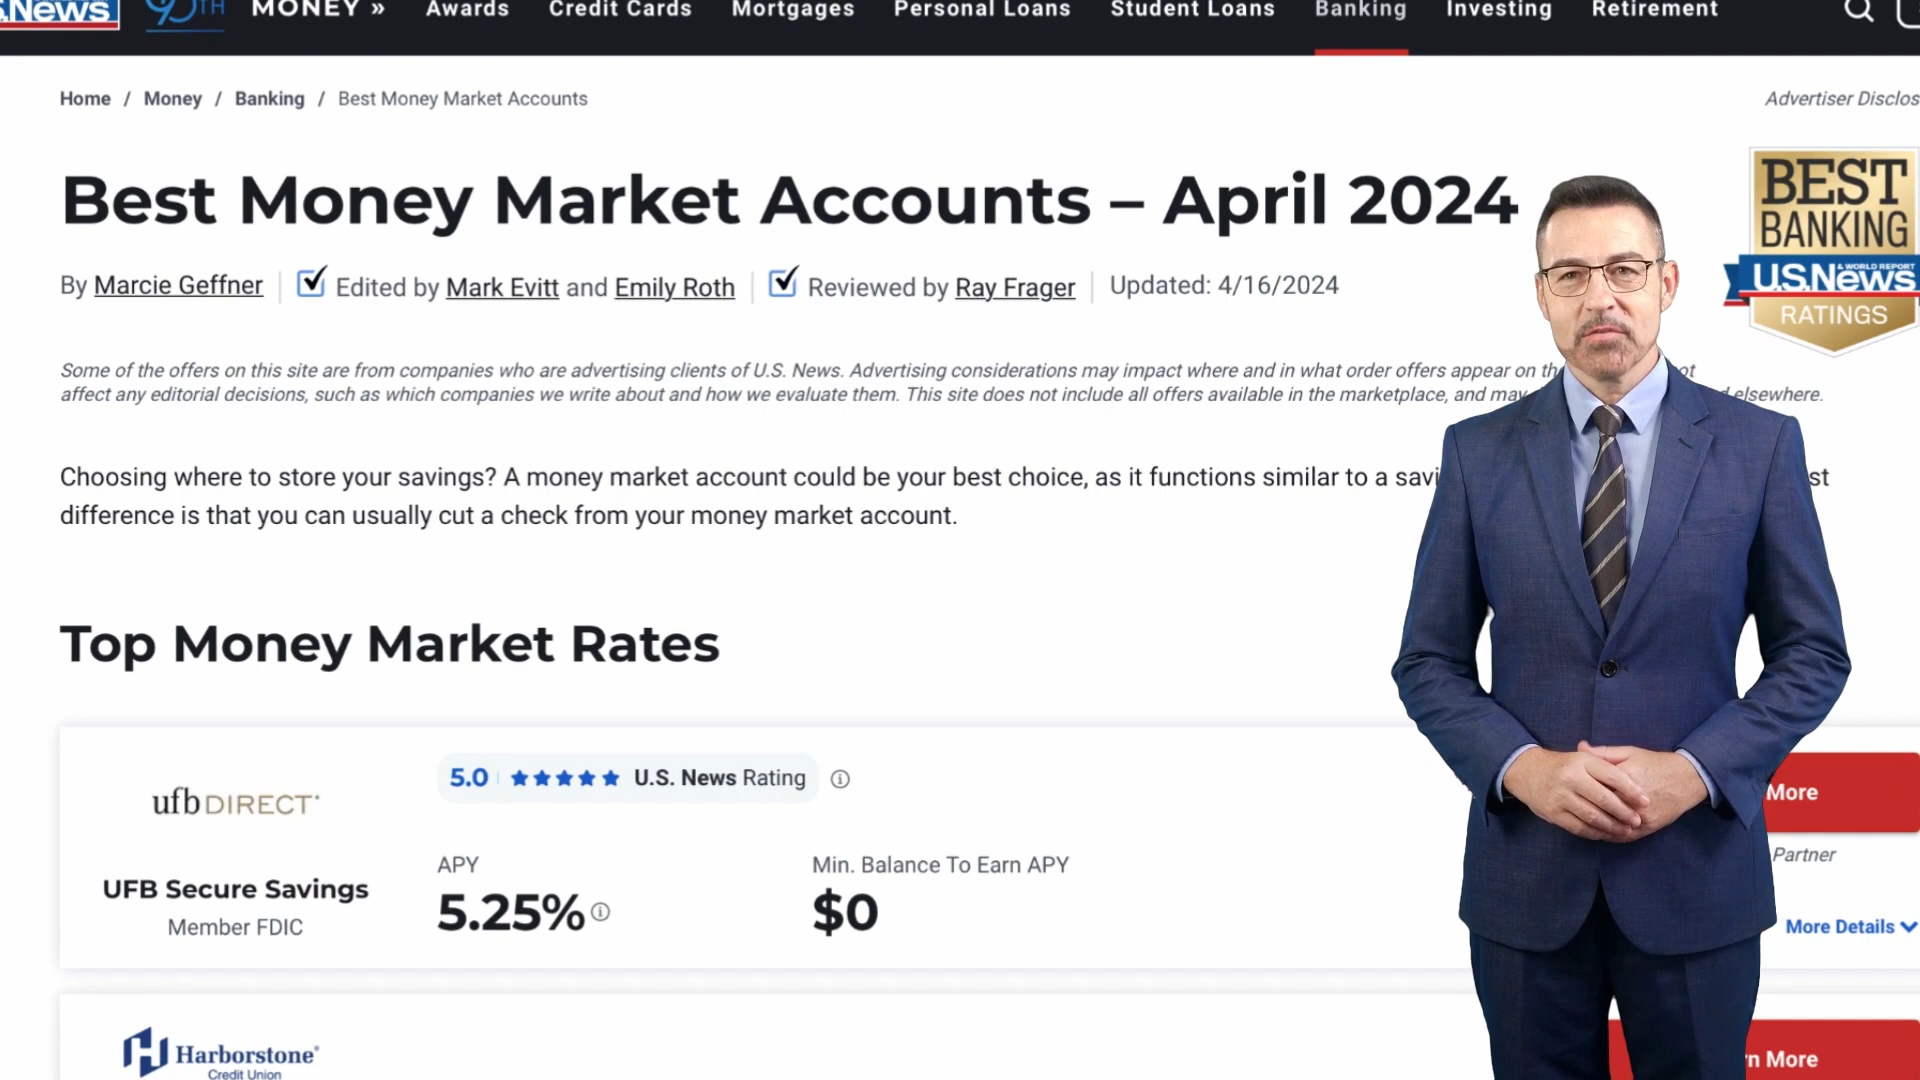 News 90TH MONEY » Awards Credit Cards Mortgages Personal Loans Student Loans Banking Investing Retirement
Home / Money / Banking / Best Money Market Accounts
Advertiser Disclos
Best Money Market Accounts – April 2024
BEST
BANKING
U.S.News & WORLD REPORT
RATINGS
By Marcie Geffner | Edited by Mark Evitt and Emily Roth | Reviewed by Ray Frager | Updated: 4/16/2024
Some of the offers on this site are from companies who are advertising clients of U.S. News. Advertising considerations may impact where and in what order offers appear on th ot
affect any editorial decisions, such as which companies we write about and how we evaluate them. This site does not include all offers available in the marketplace, and may elsewhere.
Choosing where to store your savings? A money market account could be your best choice, as it functions similar to a savi st
difference is that you can usually cut a check from your money market account.
Top Money Market Rates
ufb DIRECT
UFB Secure Savings
Member FDIC
5.0 U.S. News Rating
APY
5.25%
Min. Balance To Earn APY
$0
More
Partner
More Details
Harborstone
Credit Union
rn More